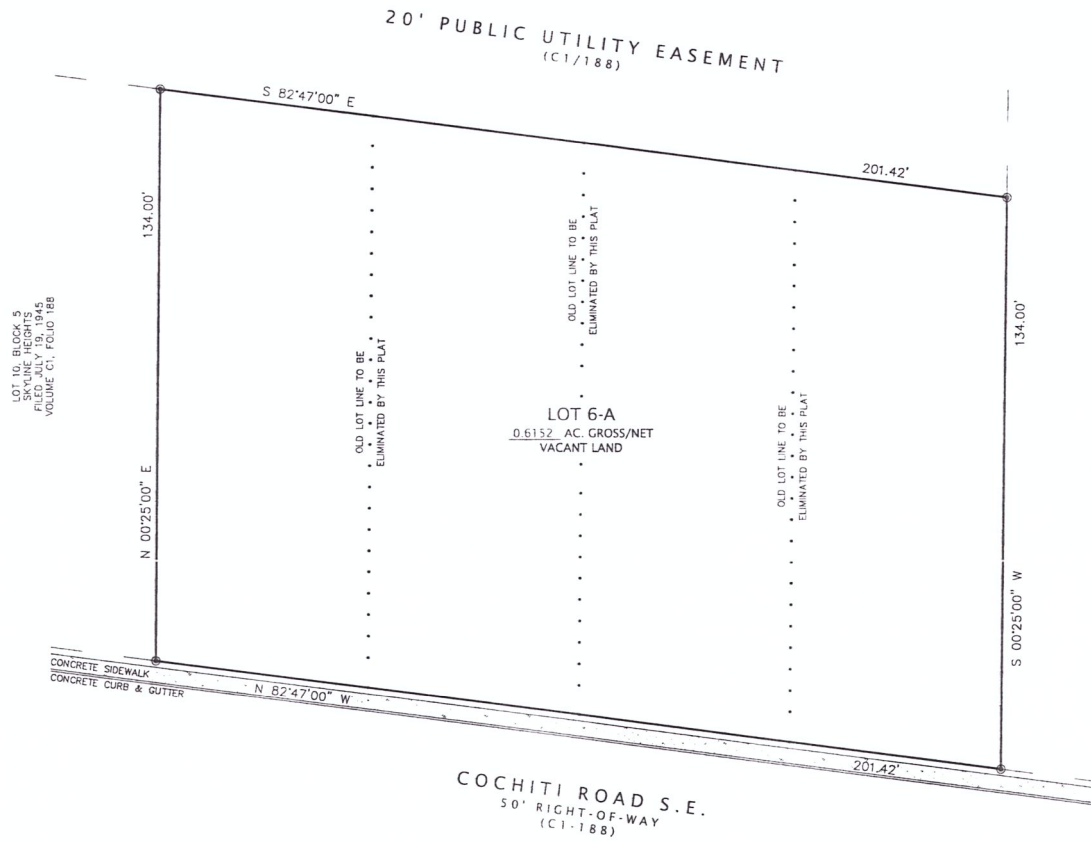 20' PUBLIC UTILITY EASEMENT
(C1/188)
S 82°47'00" E
201.42'
134.00'
N 00°25'00" E
LOT 10, BLOCK 5
SKYLINE HEIGHTS
FILED JULY 19, 1945
VOLUME C1, FOLIO 188
OLD LOT LINE TO BE
ELIMINATED BY THIS PLAT
OLD LOT LINE TO BE
ELIMINATED BY THIS PLAT
OLD LOT LINE TO BE
ELIMINATED BY THIS PLAT
LOT 6-A
0.6152 AC. GROSS/NET
VACANT LAND
134.00'
S 00°25'00" W
CONCRETE SIDEWALK
CONCRETE CURB & GUTTER
N 82°47'00" W
201.42'
COCHITI ROAD S.E.
50' RIGHT-OF-WAY
(C1-188)